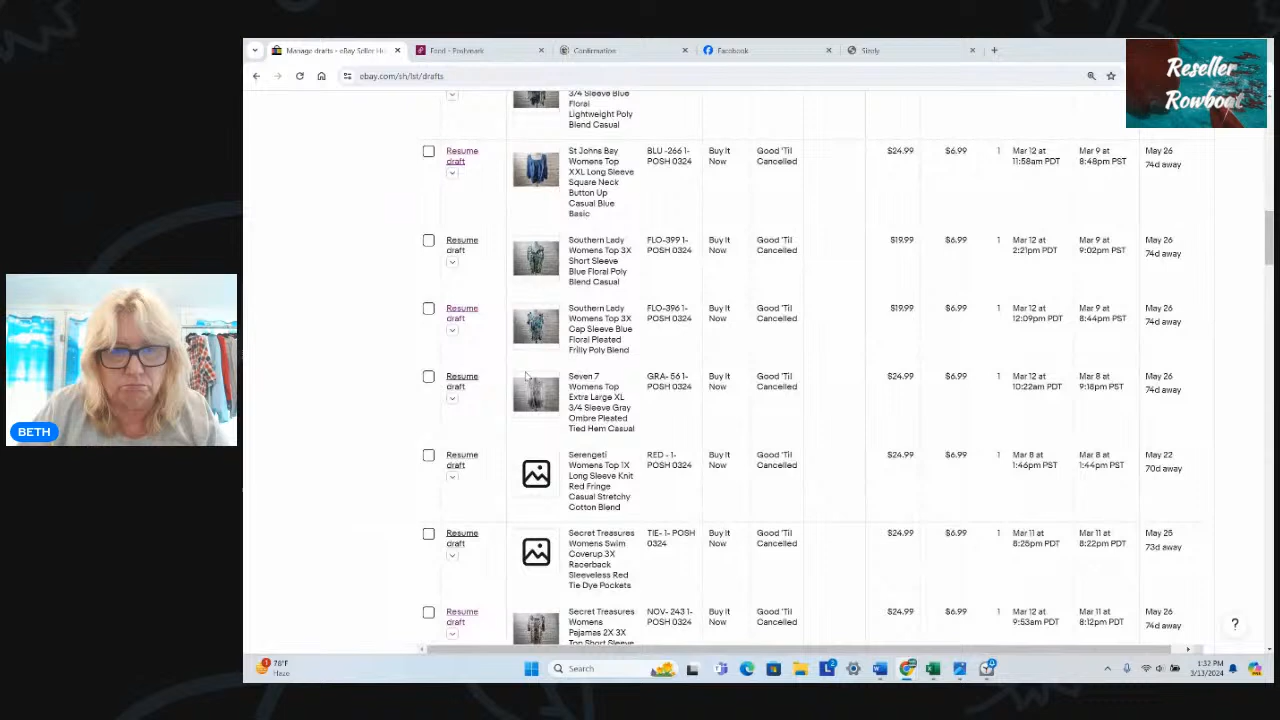 Manage drafts - eBay Seller Hu
Feed - Poshmark
Confirmation
Facebook
Sizely
ebay.com/sh/lst/drafts
Reseller
Rowboat
3/4 Sleeve Blue
Floral
Lightweight Poly
Blend Casual
Resume
draft
St Johns Bay
Womens Top
XXL Long Sleeve
Square Neck
Button Up
Casual Blue
Basic
BLU -266 1-
POSH 0324
Buy It
Now
Good 'Til
Cancelled
$24.99
$6.99
1
Mar 12 at
11:58am PDT
Mar 9 at
8:48pm PST
May 26
74d away
Resume
draft
Southern Lady
Womens Top 3X
Short Sleeve
Blue Floral Poly
Blend Casual
FLO-399 1-
POSH 0324
Buy It
Now
Good 'Til
Cancelled
$19.99
$6.99
1
Mar 12 at
2:21pm PDT
Mar 9 at
9:02pm PST
May 26
74d away
Resume
draft
Southern Lady
Womens Top 3X
Cap Sleeve Blue
Floral Pleated
Frilly Poly Blend
FLO-396 1-
POSH 0324
Buy It
Now
Good 'Til
Cancelled
$19.99
$6.99
1
Mar 12 at
12:09pm PDT
Mar 9 at
8:44pm PST
May 26
74d away
Resume
draft
Seven 7
Womens Top
Extra Large XL
3/4 Sleeve Gray
Ombre Pleated
Tied Hem Casual
GRA- 56 1-
POSH 0324
Buy It
Now
Good 'Til
Cancelled
$24.99
$6.99
1
Mar 12 at
10:22am PDT
Mar 8 at
9:18pm PST
May 26
74d away
Resume
draft
Serengeti
Womens Top 1X
Long Sleeve Knit
Red Fringe
Casual Stretchy
Cotton Blend
RED - 1-
POSH 0324
Buy It
Now
Good 'Til
Cancelled
$24.99
$6.99
1
Mar 8 at
1:46pm PST
Mar 8 at
1:44pm PST
May 22
70d away
Resume
draft
Secret Treasures
Womens Swim
Coverup 3X
Racerback
Sleeveless Red
Tie Dye Pockets
TIE- 1- POSH
0324
Buy It
Now
Good 'Til
Cancelled
$24.99
$6.99
1
Mar 11 at
8:25pm PDT
Mar 11 at
8:22pm PDT
May 25
73d away
Resume
draft
Secret Treasures
Womens
Pajamas 2X 3X
Top Short Sleeve
NOV- 243 1-
POSH 0324
Buy It
Now
Good 'Til
Cancelled
$24.99
$6.99
1
Mar 12 at
9:53am PDT
Mar 11 at
8:12pm PDT
May 26
74d away
?
BETH
78°F
Haze
Search
1:32 PM
3/13/2024